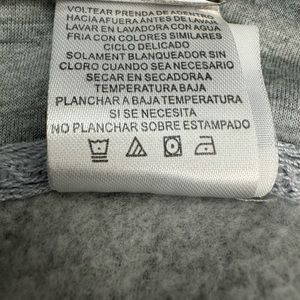 VOLTEAR PRENDA DE ADENTRO
HACIA AFUERA ANTES DE LAVAR
LAVAR EN LAVADORA CON AGUA
FRIA CON COLORES SIMILARES
CICLO DELICADO
SOLAMENT BLANQUEADOR SIN
CLORO CUANDO SEA NECESARIO
SECAR EN SECADORA A
TEMPERATURA BAJA
PLANCHAR A BAJA TEMPERATURA
SI SE NECESITA
NO PLANCHAR SOBRE ESTAMPADO